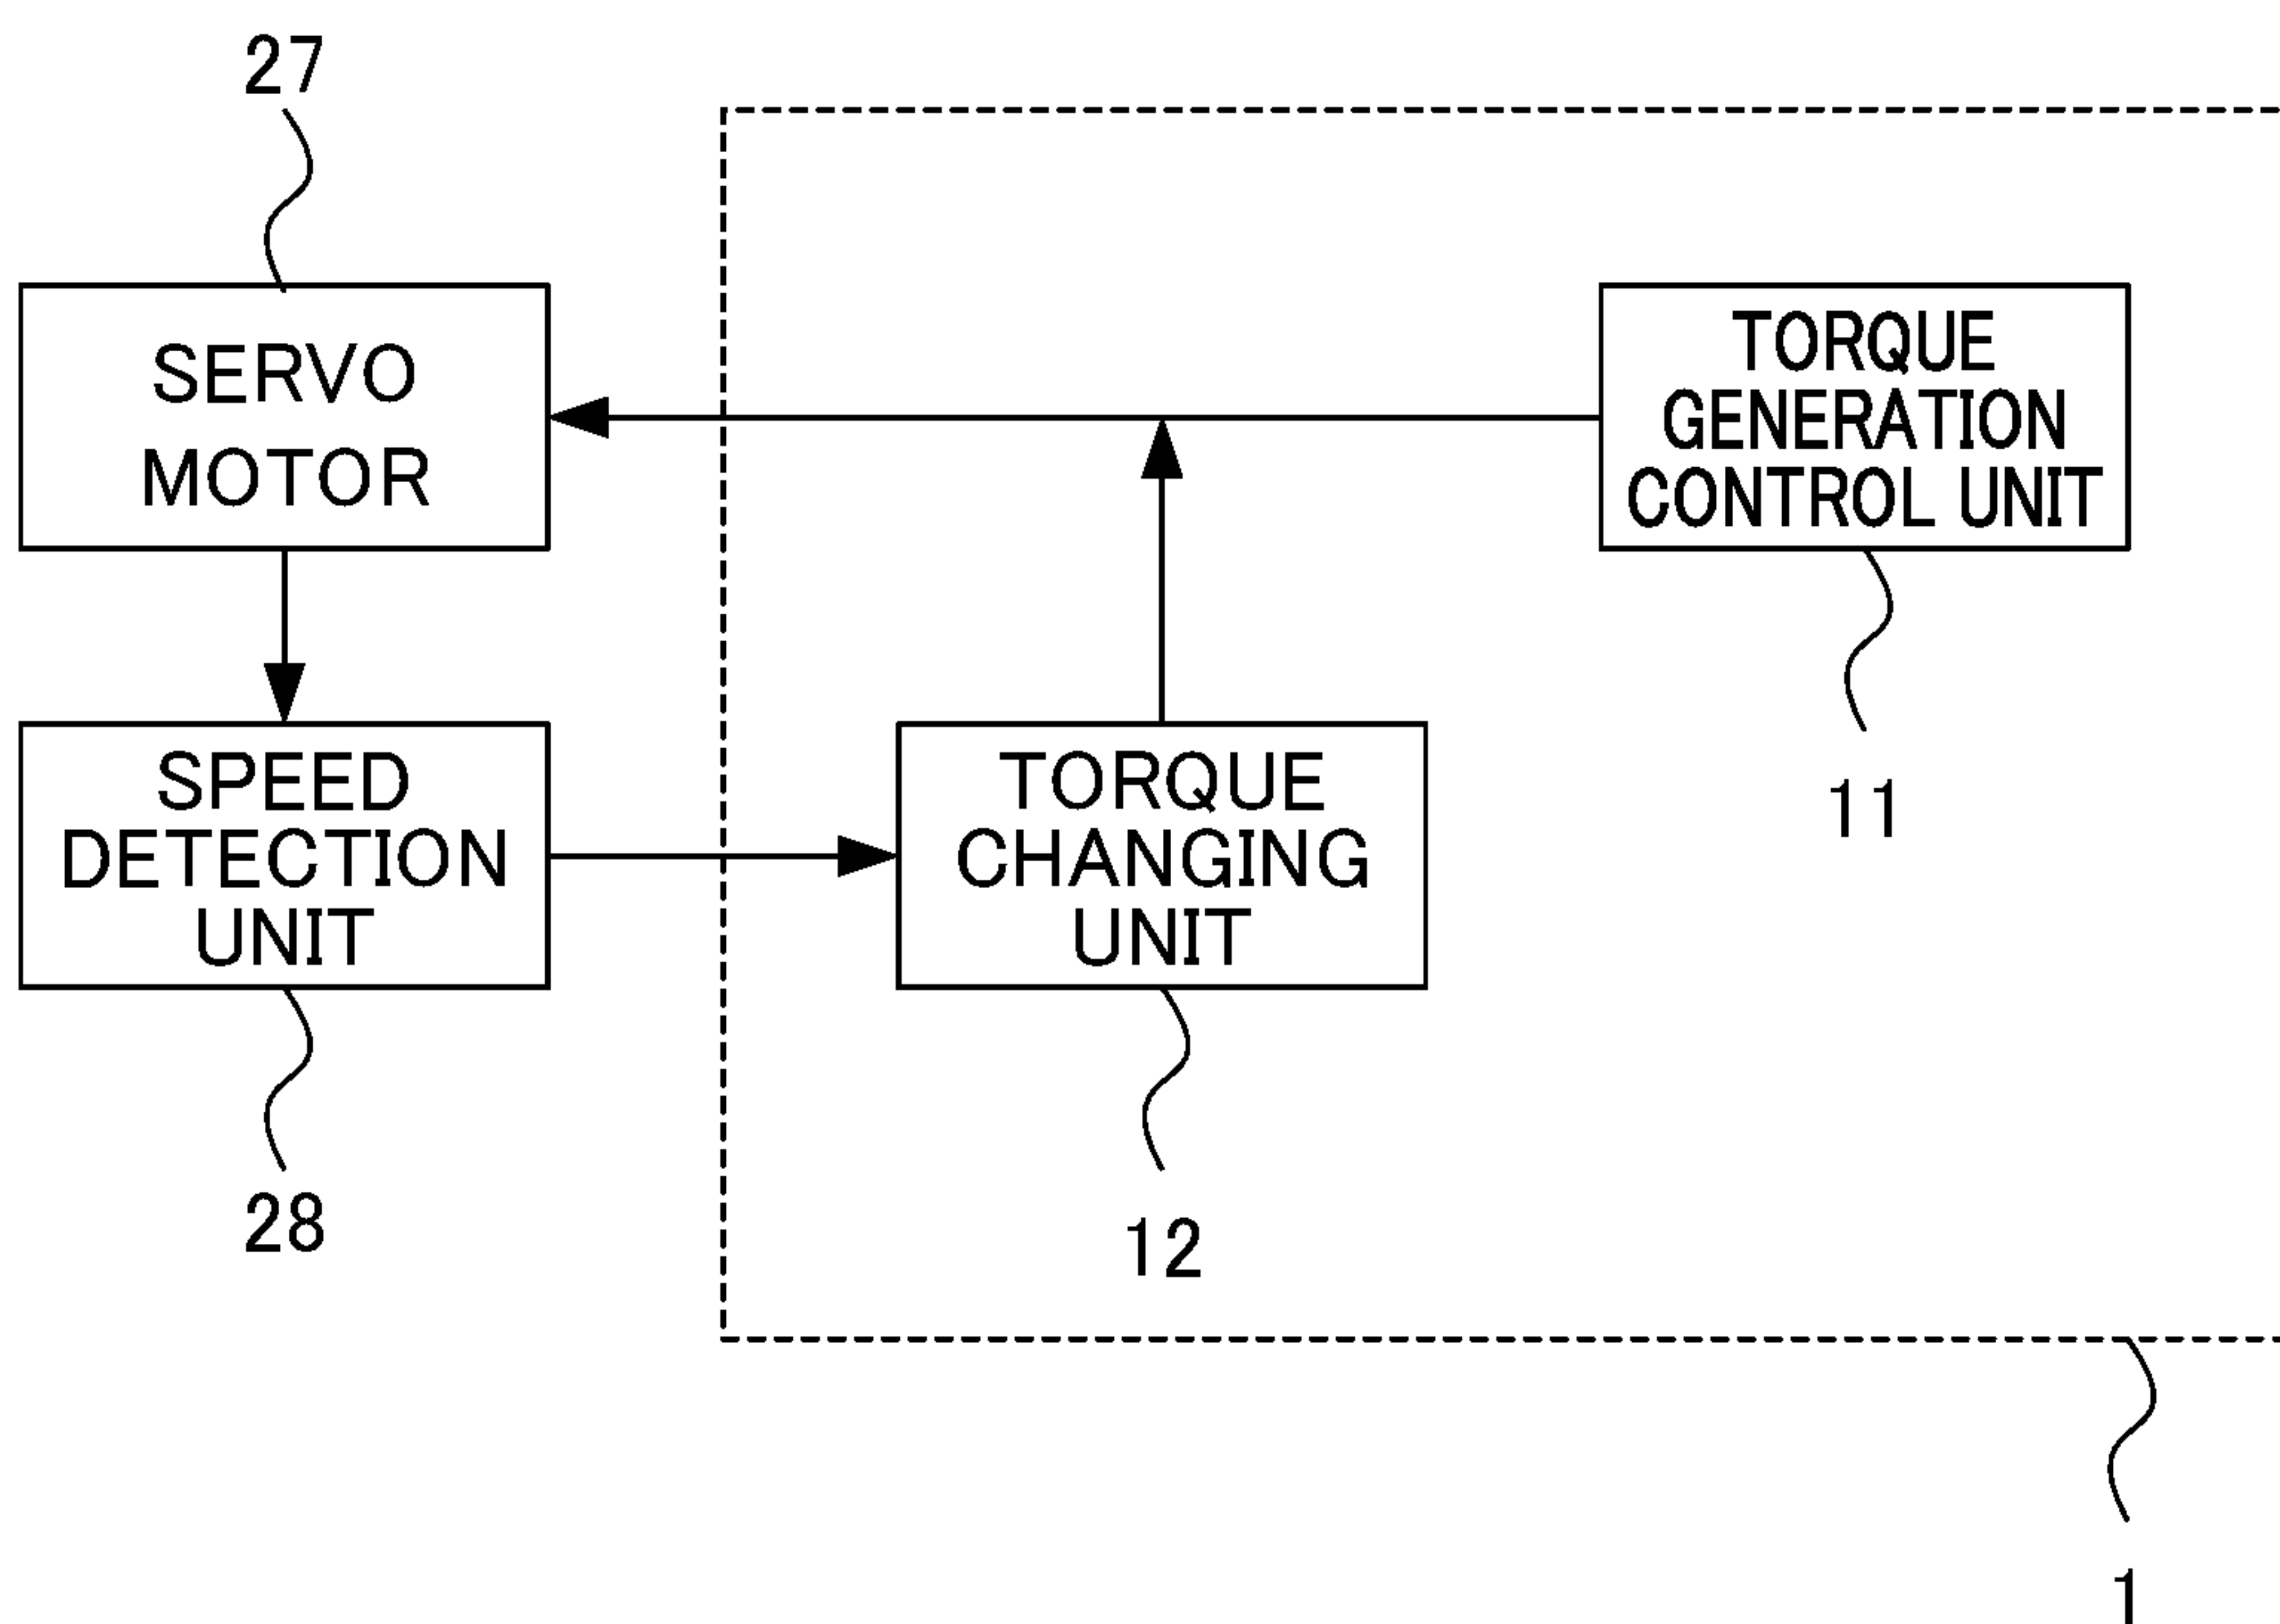 27
SERVO
MOTOR
TORQUE
GENERATION
CONTROL UNIT
11
SPEED
DETECTION
UNIT
28
TORQUE
CHANGING
UNIT
12
1